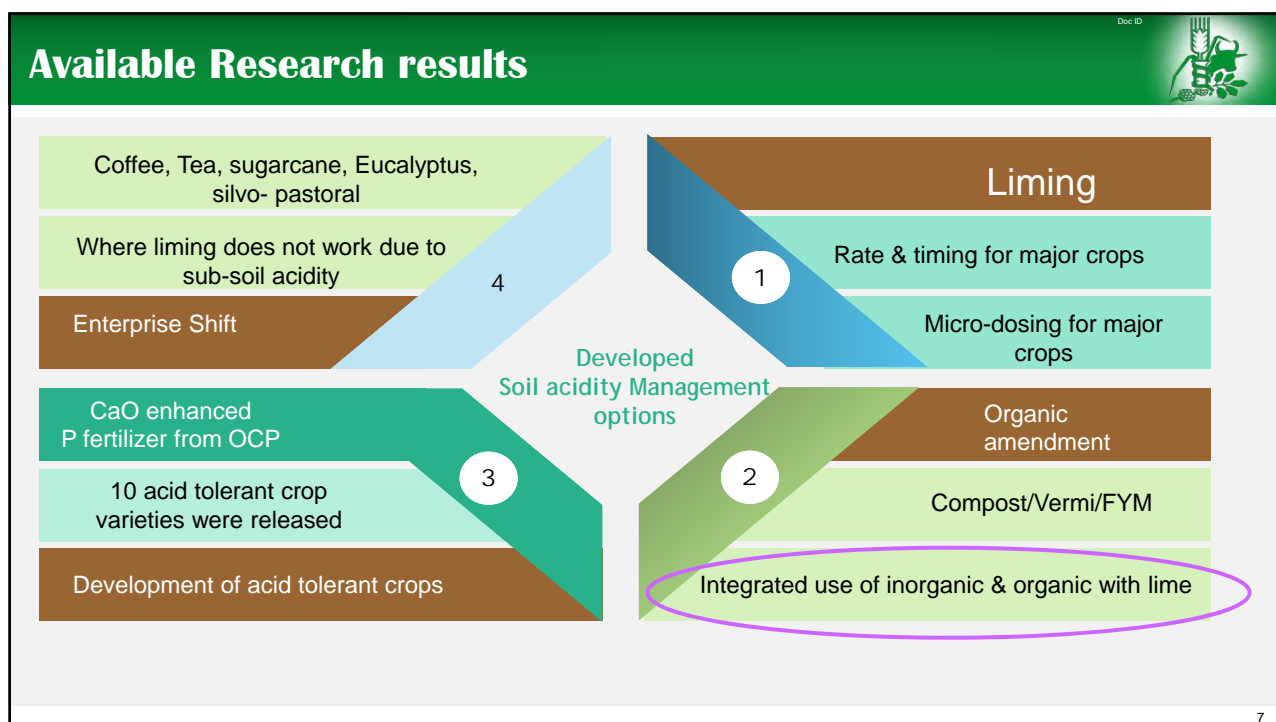 Doc ID
Available Research results
Coffee, Tea, sugarcane, Eucalyptus,
silvo- pastoral
Where liming does not work due to
sub-soil acidity
Enterprise Shift
4
Liming
Rate & timing for major crops
Micro-dosing for major
crops
1
Developed
Soil acidity Management
options
CaO enhanced
P fertilizer from OCP
10 acid tolerant crop
varieties were released
Development of acid tolerant crops
3
Organic
amendment
Compost/Vermi/FYM
Integrated use of inorganic & organic with lime
2
7